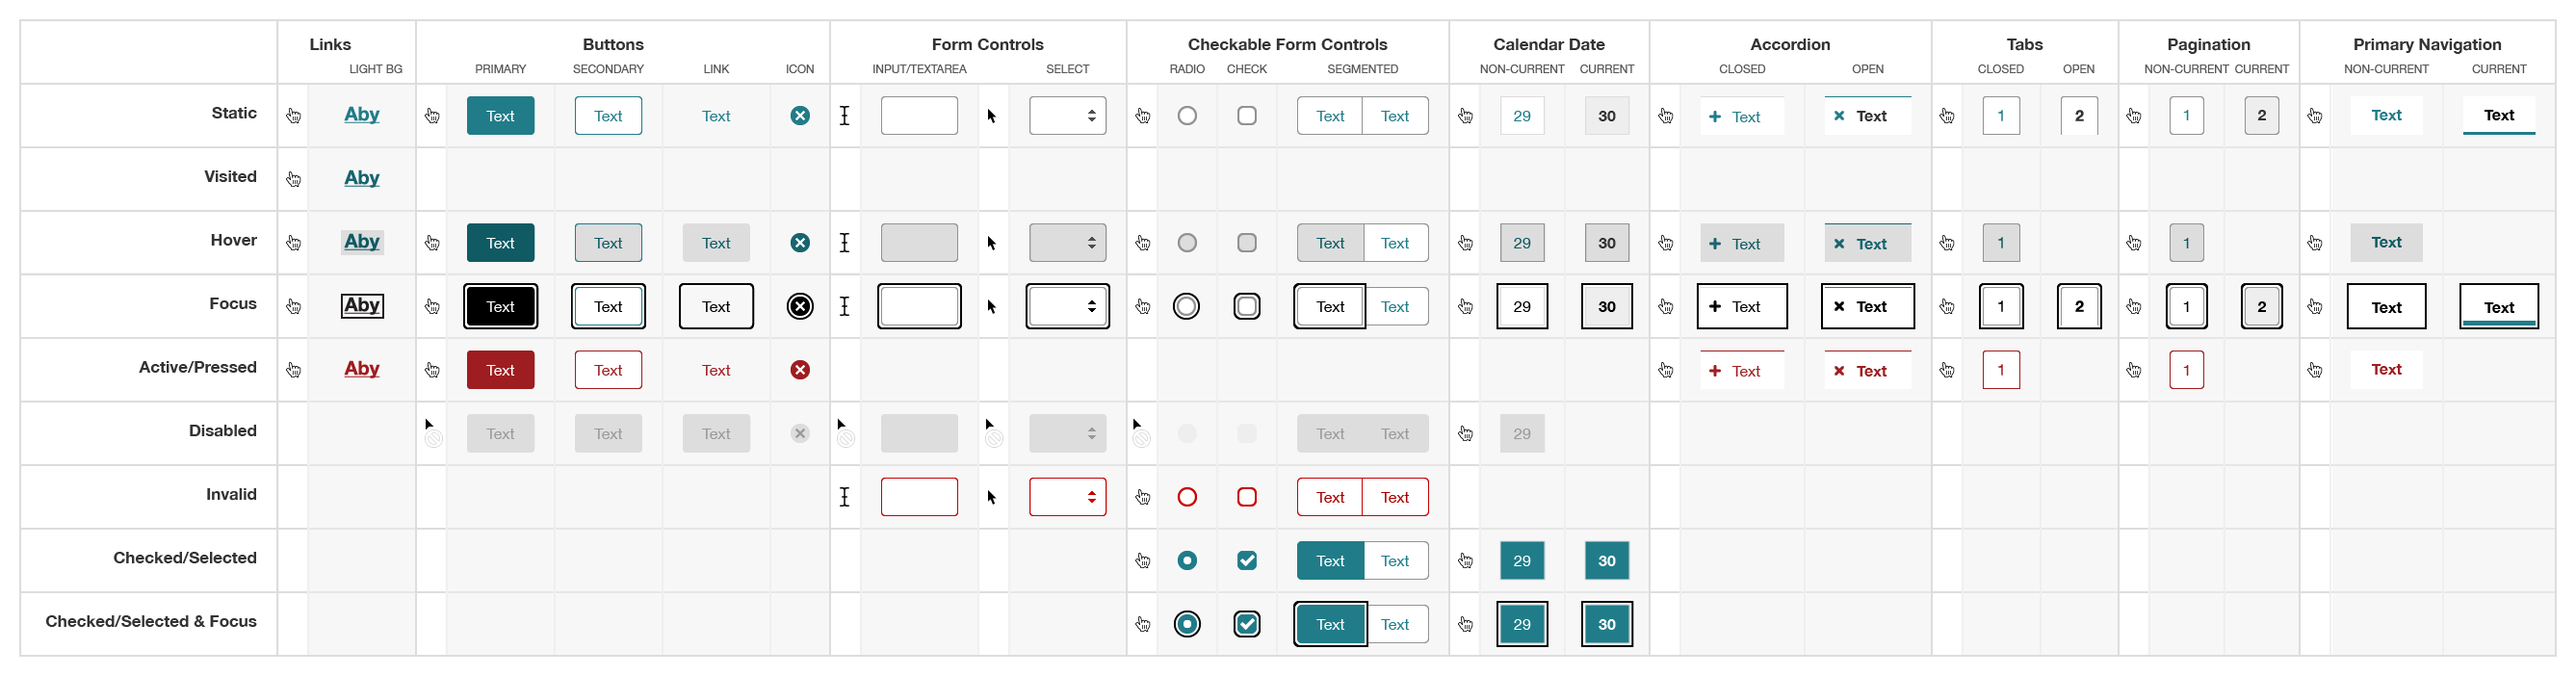 Links Buttons Form Controls Checkable Form Controls Calendar Date Accordion Tabs Pagination Primary Navigation
LIGHT BG PRIMARY SECONDARY LINK ICON INPUT/TEXTAREA SELECT RADIO CHECK SEGMENTED NON-CURRENT CURRENT CLOSED OPEN CLOSED OPEN NON-CURRENT CURRENT NON-CURRENT CURRENT
Static Aby Text Text Text Text Text 29 30 Text Text 1 2 1 2 Text Text
Visited Aby
Hover Aby Text Text Text Text Text 29 30 Text Text 1 1 Text
Focus Aby Text Text Text Text Text 29 30 Text Text 1 2 1 2 Text Text
Active/Pressed Aby Text Text Text Text Text 1 1 Text
Disabled Text Text Text Text Text 29
Invalid Text Text
Checked/Selected Text Text 29 30
Checked/Selected & Focus Text Text 29 30